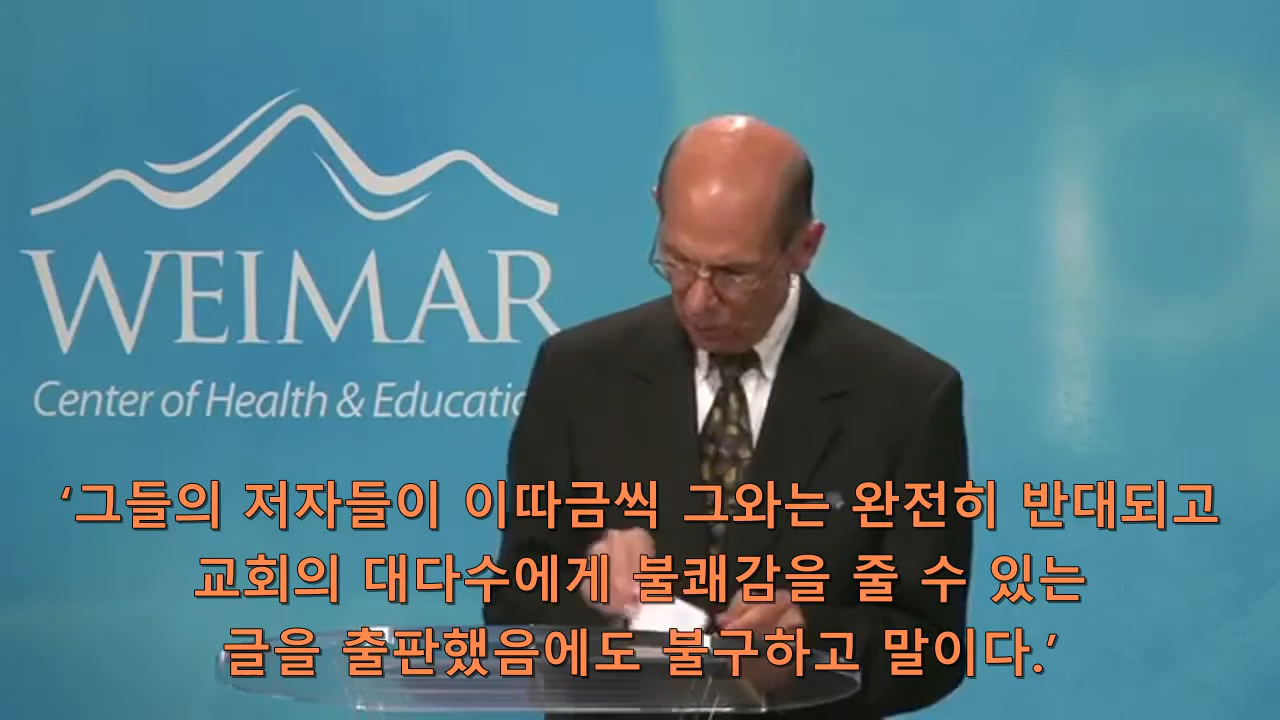 WEIMAR
Center of Health &
‘그들의 저자들이 이따금씩 그와는 완전히 반대되고
교회의 대다수에게 불쾌감을 줄 수 있는
글을 출판했음에도 불구하고 말이다.’